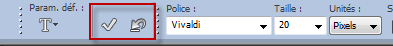 Param. déf. : Police : Taille : Unités :
T Vivaldi 20 Pixels